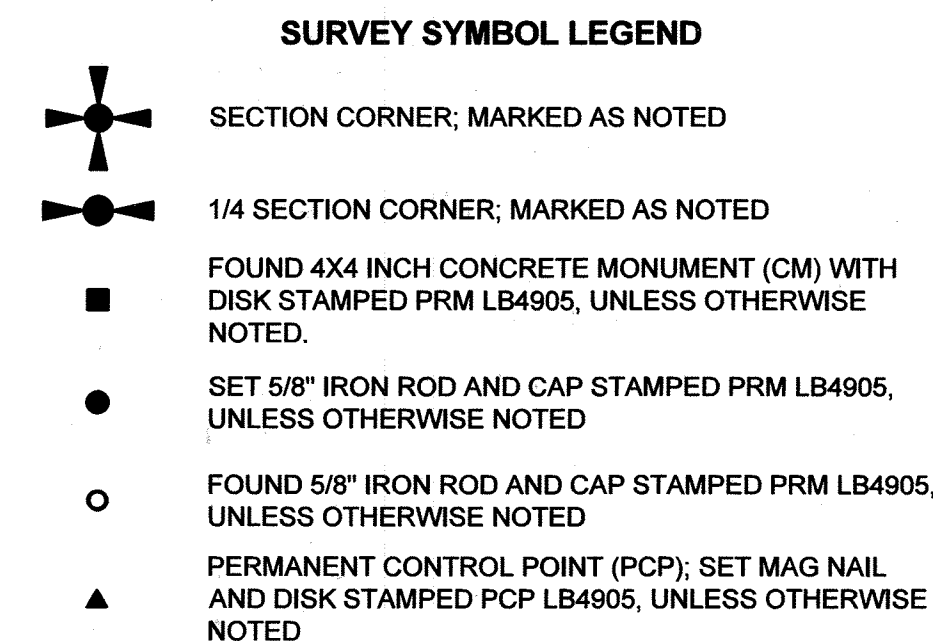 SURVEY SYMBOL LEGEND
SECTION CORNER; MARKED AS NOTED
1/4 SECTION CORNER; MARKED AS NOTED
FOUND 4X4 INCH CONCRETE MONUMENT (CM) WITH
DISK STAMPED PRM LB4905, UNLESS OTHERWISE
NOTED.
SET 5/8" IRON ROD AND CAP STAMPED PRM LB4905,
UNLESS OTHERWISE NOTED
FOUND 5/8" IRON ROD AND CAP STAMPED PRM LB4905,
UNLESS OTHERWISE NOTED
PERMANENT CONTROL POINT (PCP); SET MAG NAIL
AND DISK STAMPED PCP LB4905, UNLESS OTHERWISE
NOTED